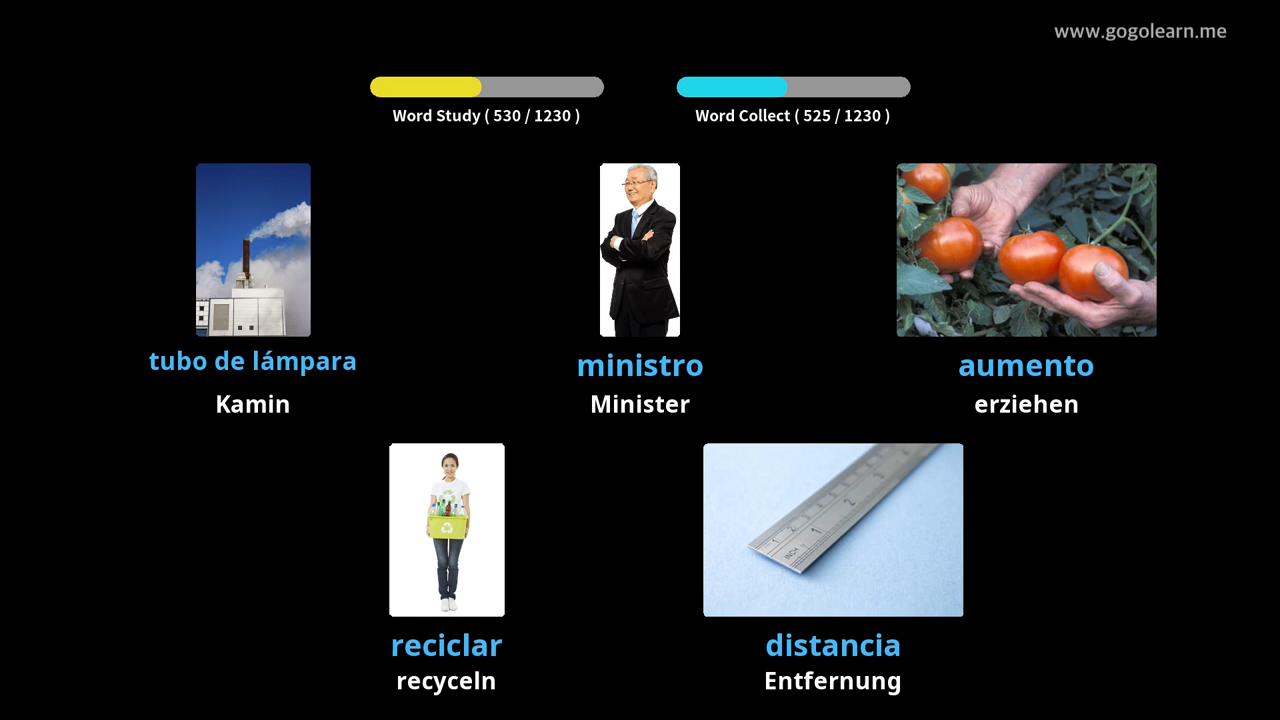 www.gogolearn.me
Word Study ( 530 / 1230 )
Word Collect ( 525 / 1230 )
tubo de lámpara
Kamin
ministro
Minister
aumento
erziehen
reciclar
recyceln
distancia
Entfernung